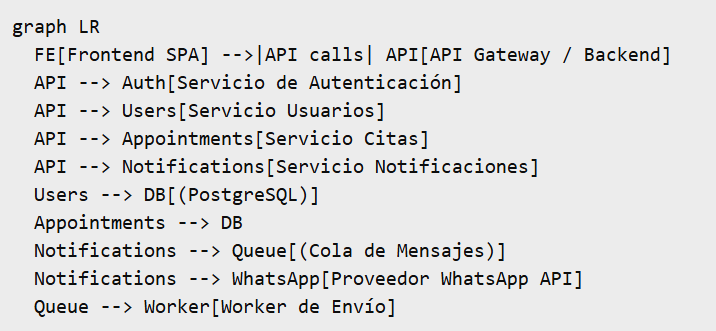 graph LR
FE[Frontend SPA] -->|API calls| API[API Gateway / Backend]
API --> Auth[Servicio de Autenticación]
API --> Users[Servicio Usuarios]
API --> Appointments[Servicio Citas]
API --> Notifications[Servicio Notificaciones]
Users --> DB[(PostgreSQL)]
Appointments --> DB
Notifications --> Queue[(Cola de Mensajes)]
Notifications --> WhatsApp[Proveedor WhatsApp API]
Queue --> Worker[Worker de Envío]